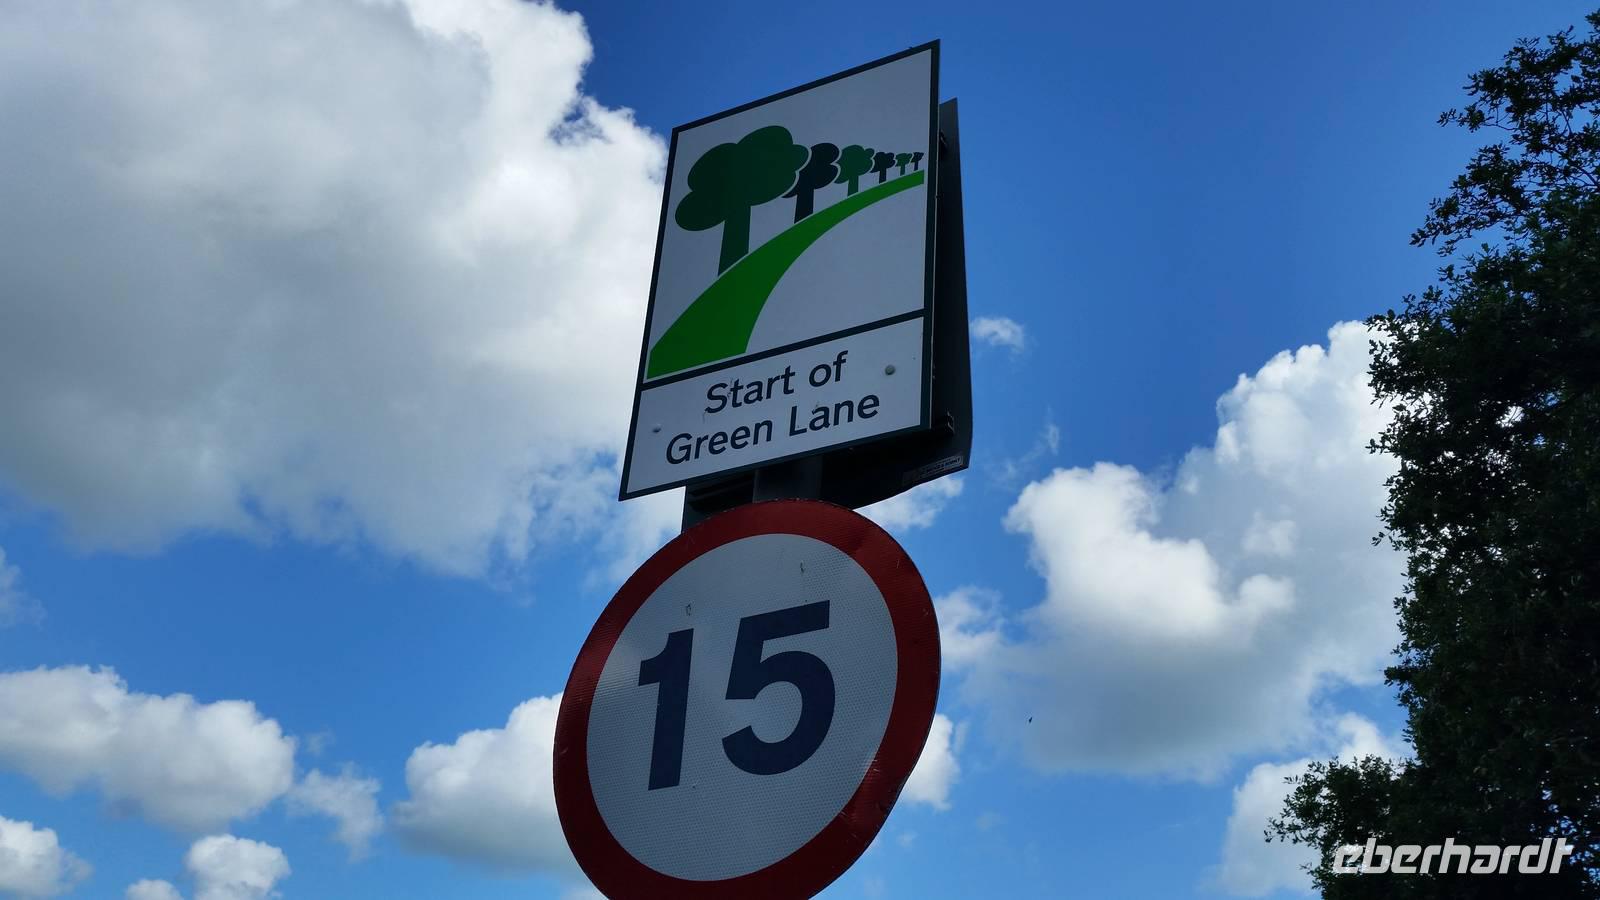 Start of
Green Lane
15
eberhardt